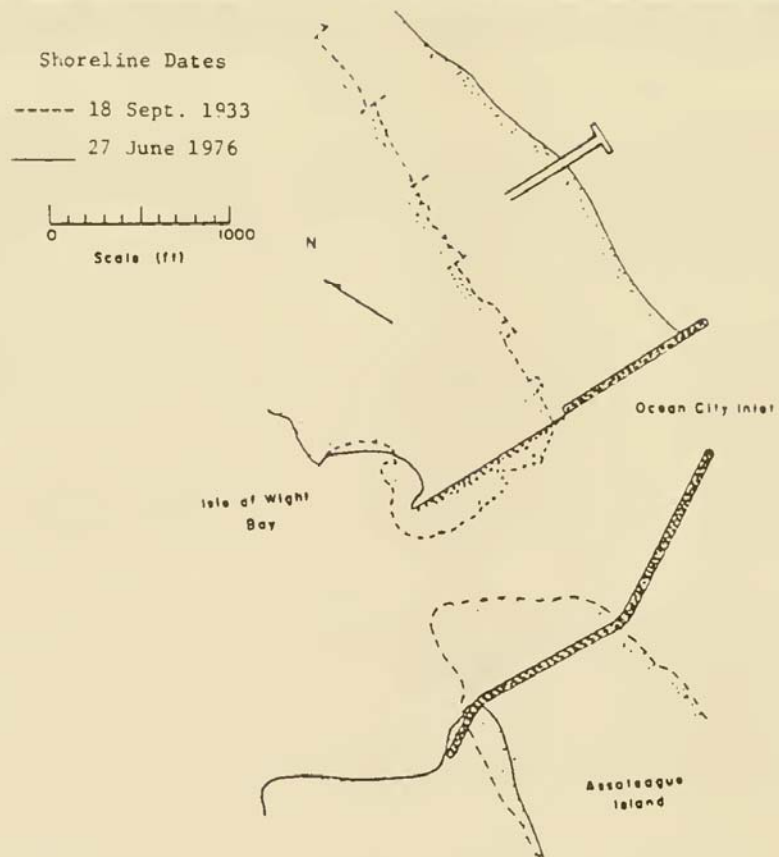 Shoreline Dates
18 Sept. 1933
27 June 1976
0 1000
Scale (ft)
N
Ocean City Inlet
Isle of Wight
Bay
Assateague
Island